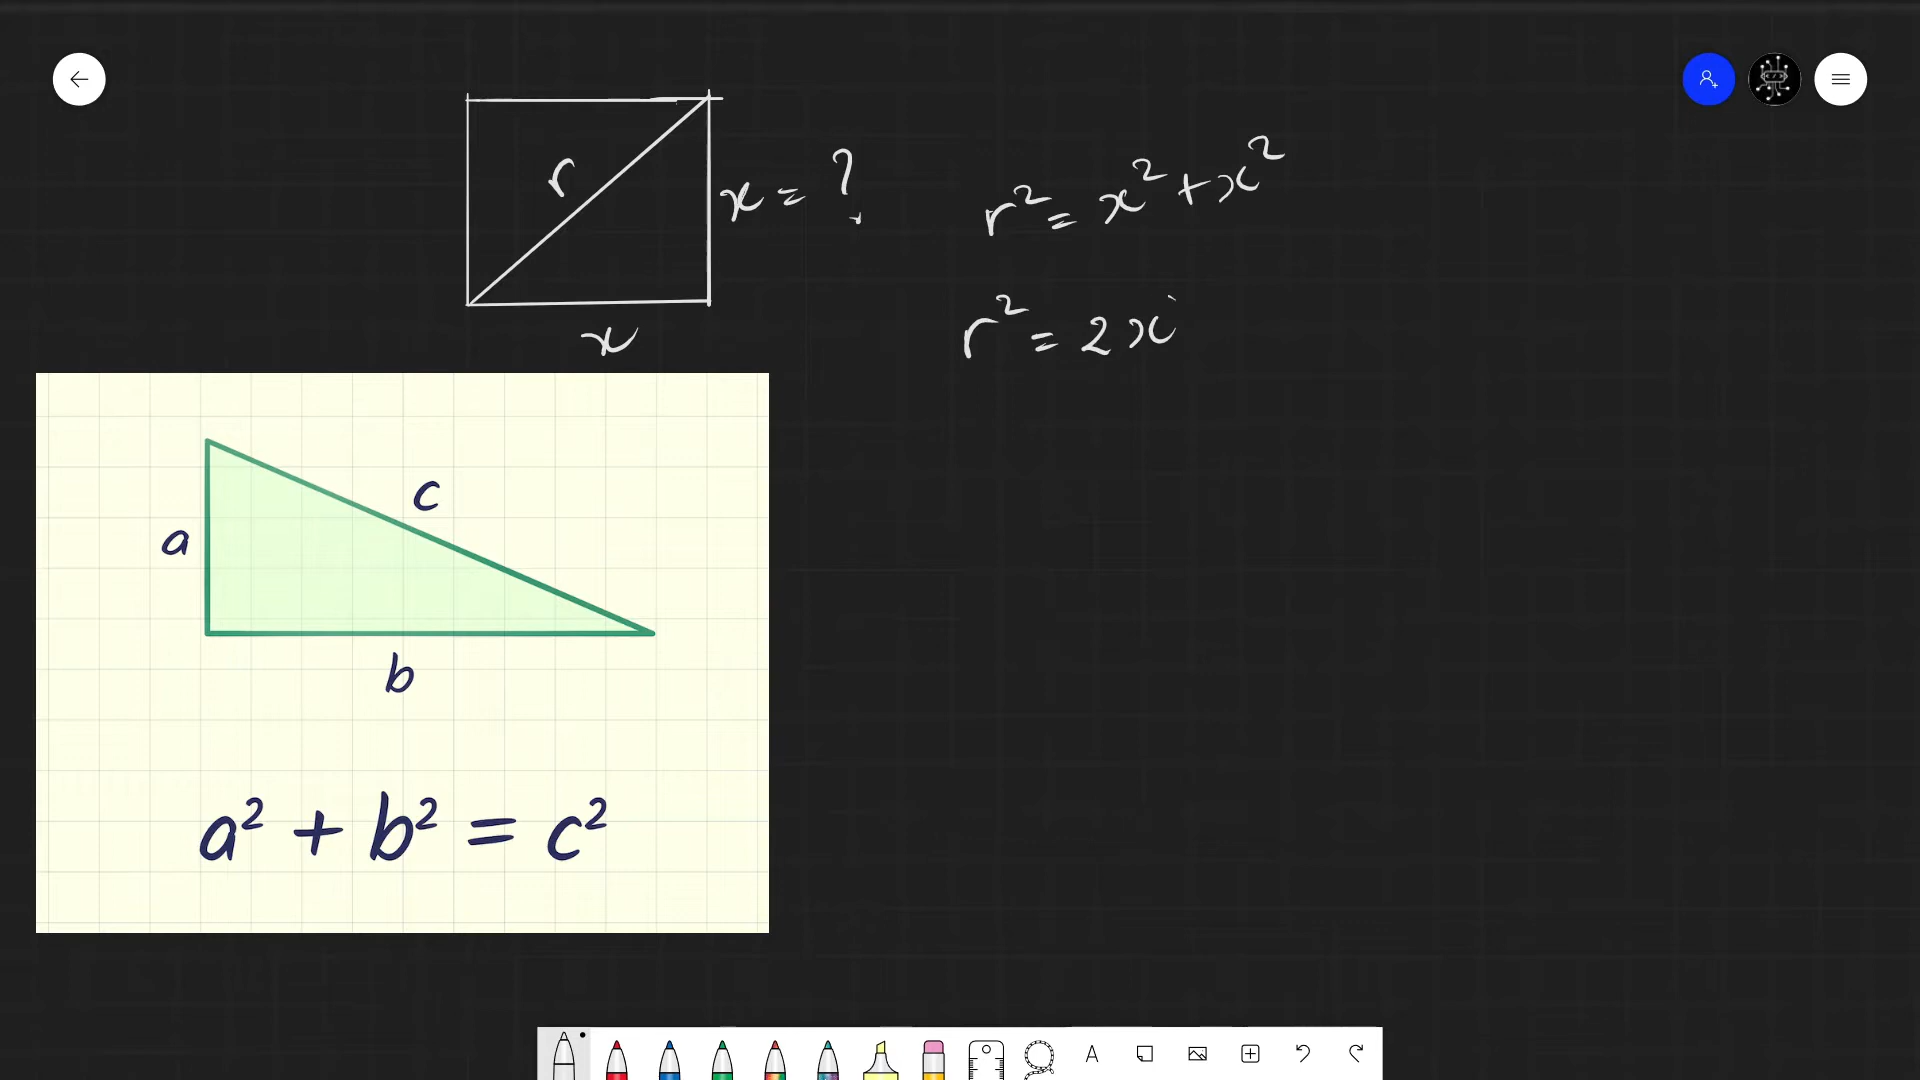 r
x = ?
x
r² = x² + x²
r² = 2x
c
a
b
a² + b² = c²
A